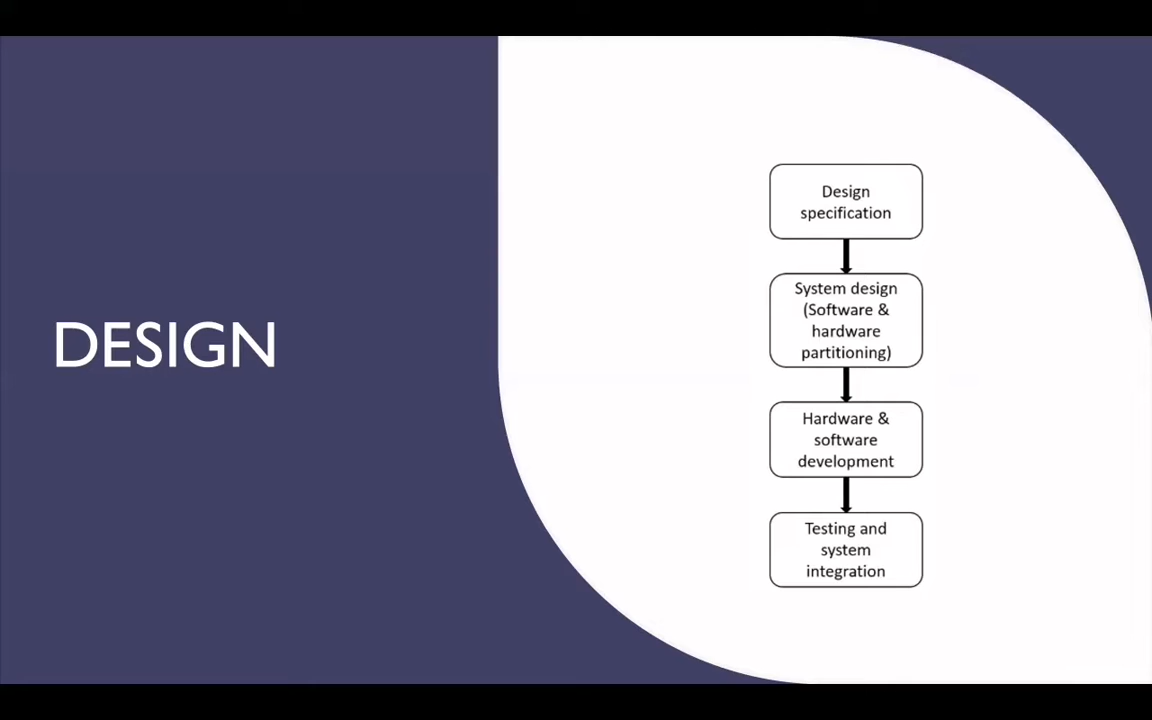 DESIGN
Design
specification
System design
(Software &
hardware
partitioning)
Hardware &
software
development
Testing and
system
integration